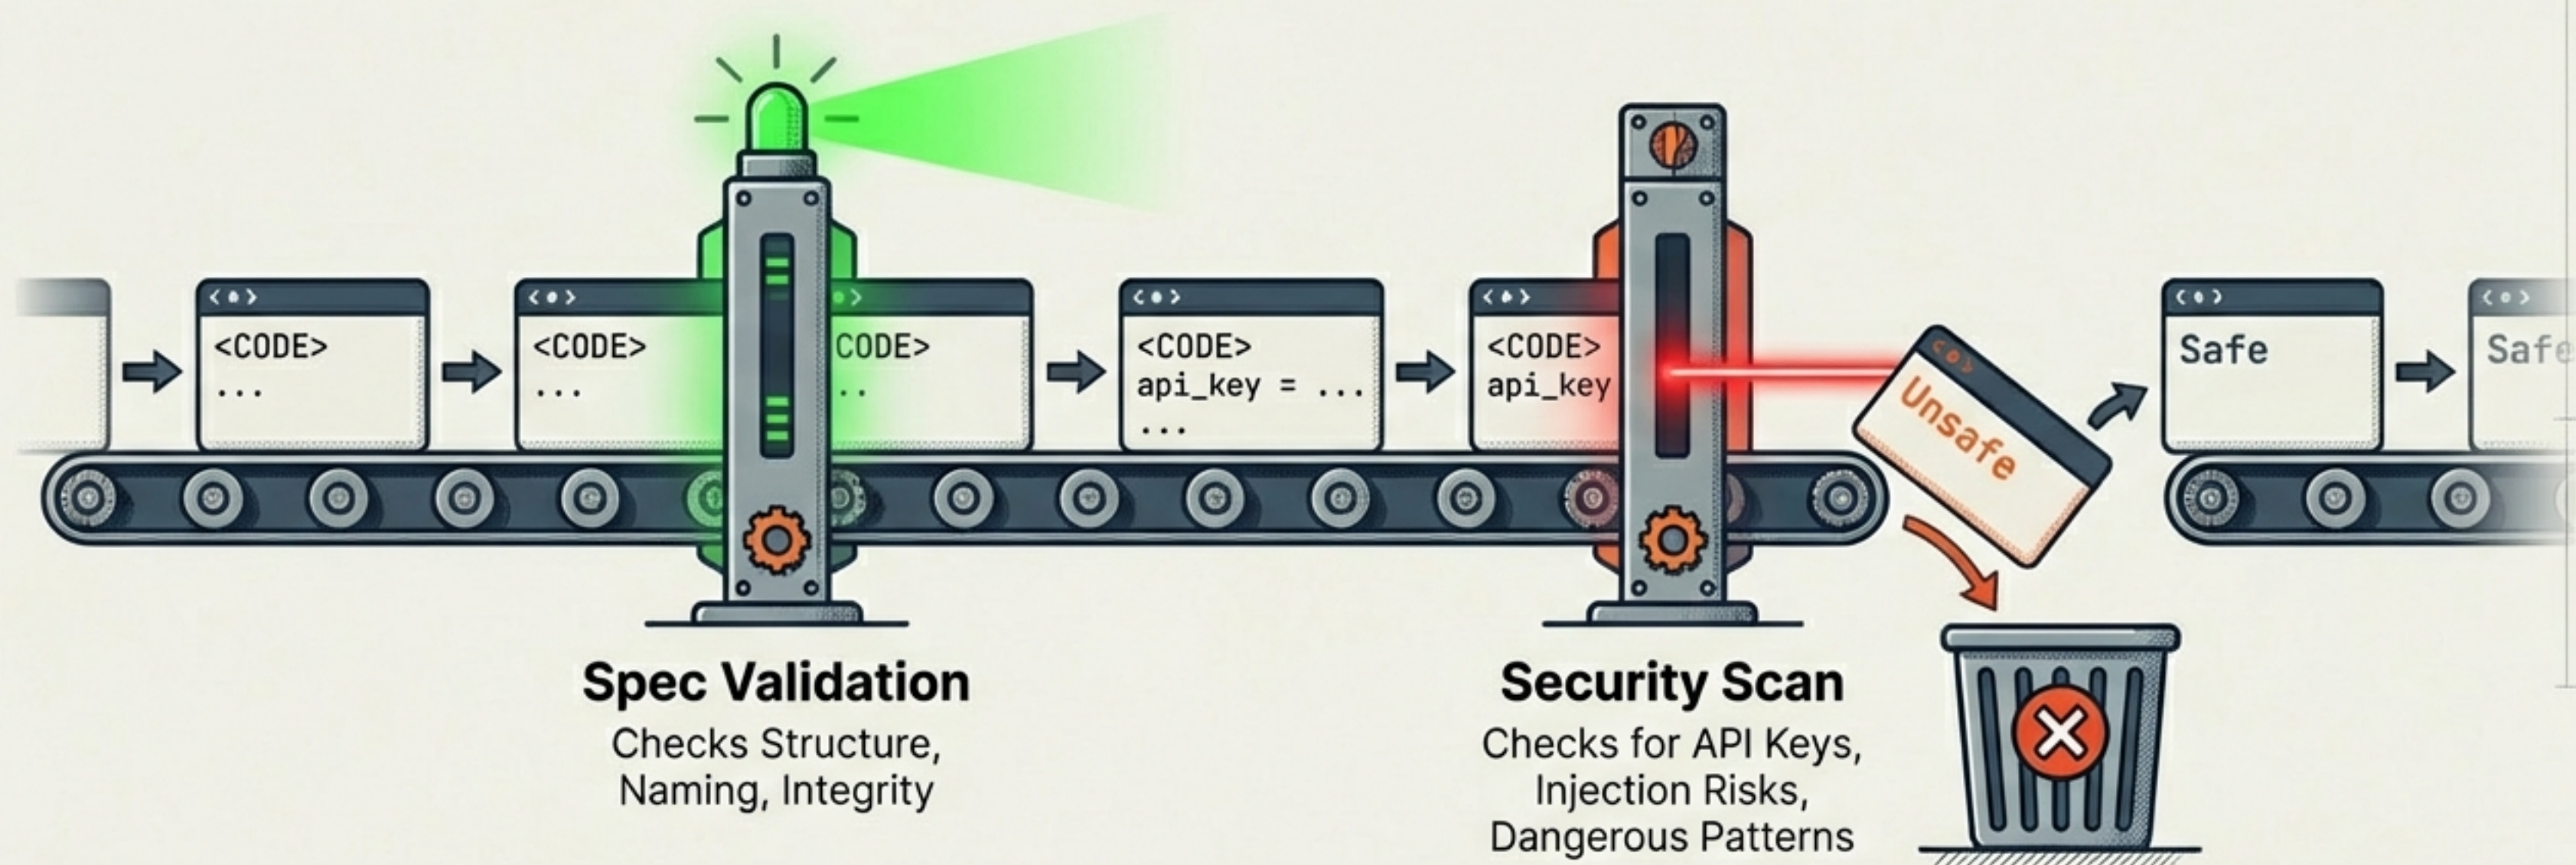 <CODE>
...
<CODE>
...
CODE>
..
<CODE>
api_key = ...
...
<CODE>
api_key
Unsafe
Safe
Safe
Spec Validation
Checks Structure,
Naming, Integrity
Security Scan
Checks for API Keys,
Injection Risks,
Dangerous Patterns